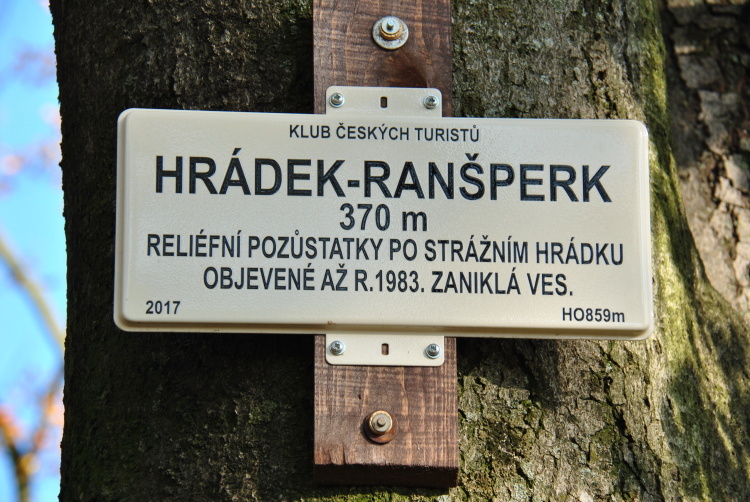 KLUB ČESKÝCH TURISTŮ
HRÁDEK-RANŠPERK
370 m
RELIÉFNÍ POZŮSTATKY PO STRÁŽNÍM HRÁDKU
OBJEVENÉ AŽ R.1983. ZANIKLÁ VES.
2017 HO859m